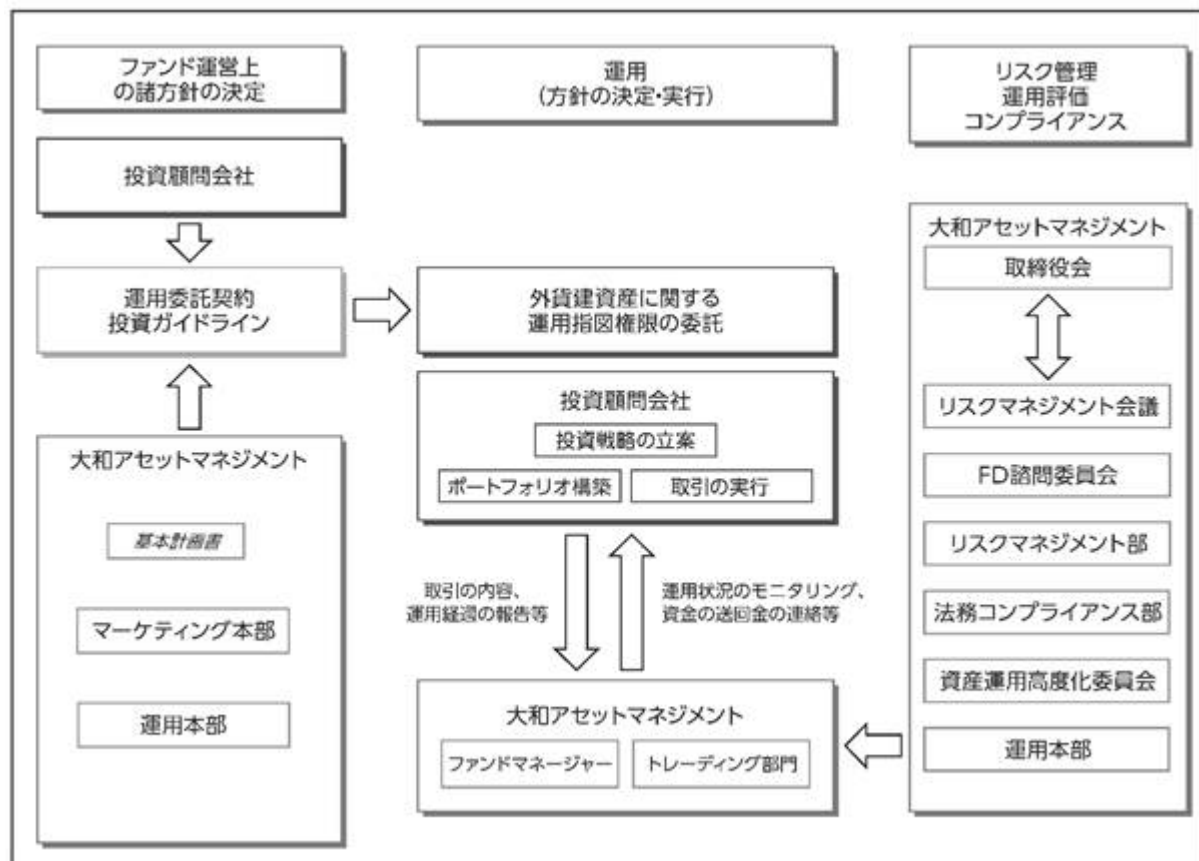 ファンド運営上
の諸方針の決定
運用
(方針の決定・実行)
リスク管理
運用評価
コンプライアンス
投資顧問会社
運用委託契約
投資ガイドライン
大和アセットマネジメント
基本計画書
マーケティング本部
運用本部
外貨建資産に関する
運用指図権限の委託
投資顧問会社
投資戦略の立案
ポートフォリオ構築
取引の実行
取引の内容、
運用経過の報告等
運用状況のモニタリング、
資金の送回金の連絡等
大和アセットマネジメント
ファンドマネージャー
トレーディング部門
大和アセットマネジメント
取締役会
リスクマネジメント会議
FD諮問委員会
リスクマネジメント部
法務コンプライアンス部
資産運用高度化委員会
運用本部